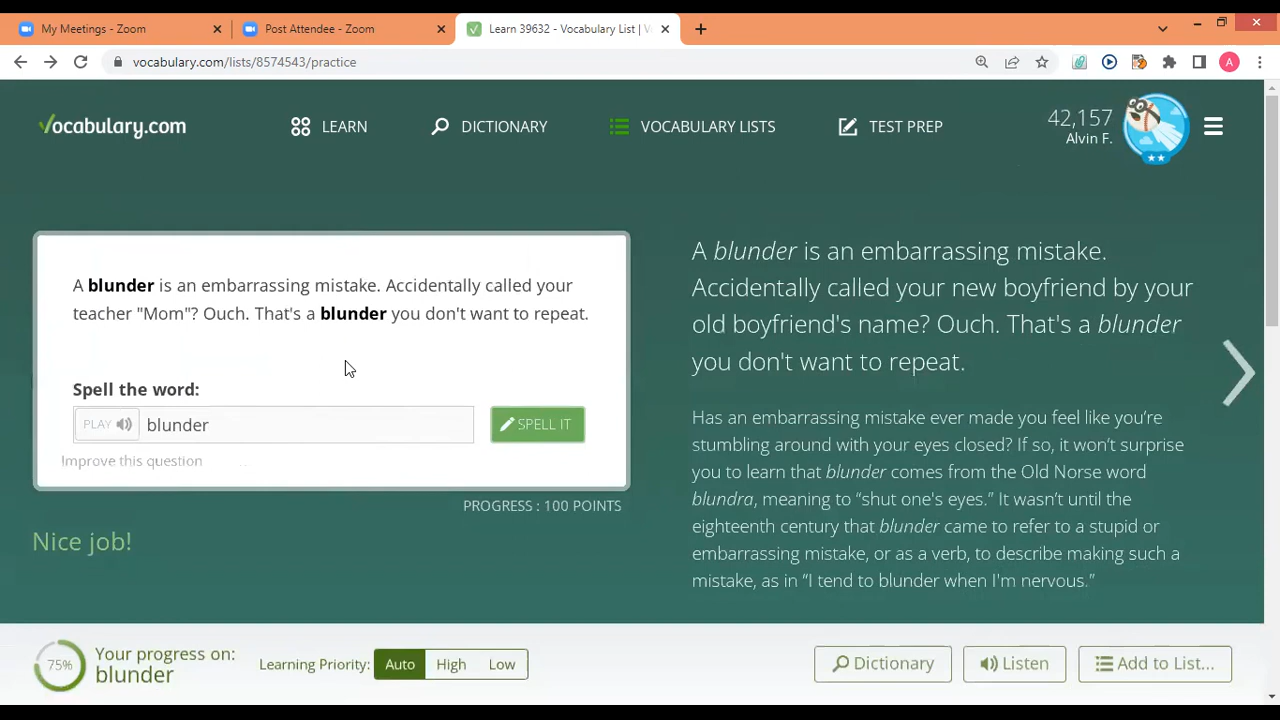 My Meetings - Zoom
Post Attendee - Zoom
Learn 39632 - Vocabulary List | V
vocabulary.com/lists/8574543/practice
A
Vocabulary.com
LEARN
DICTIONARY
VOCABULARY LISTS
TEST PREP
42,157
Alvin F.
A blunder is an embarrassing mistake. Accidentally called your
teacher "Mom"? Ouch. That's a blunder you don't want to repeat.
Spell the word:
PLAY
blunder
SPELL IT
Improve this question
PROGRESS : 100 POINTS
Nice job!
A blunder is an embarrassing mistake.
Accidentally called your new boyfriend by your
old boyfriend's name? Ouch. That's a blunder
you don't want to repeat.
Has an embarrassing mistake ever made you feel like you’re
stumbling around with your eyes closed? If so, it won’t surprise
you to learn that blunder comes from the Old Norse word
blundra, meaning to “shut one's eyes.” It wasn’t until the
eighteenth century that blunder came to refer to a stupid or
embarrassing mistake, or as a verb, to describe making such a
mistake, as in “I tend to blunder when I'm nervous.”
75%
Your progress on:
blunder
Learning Priority:
Auto
High
Low
Dictionary
Listen
Add to List...